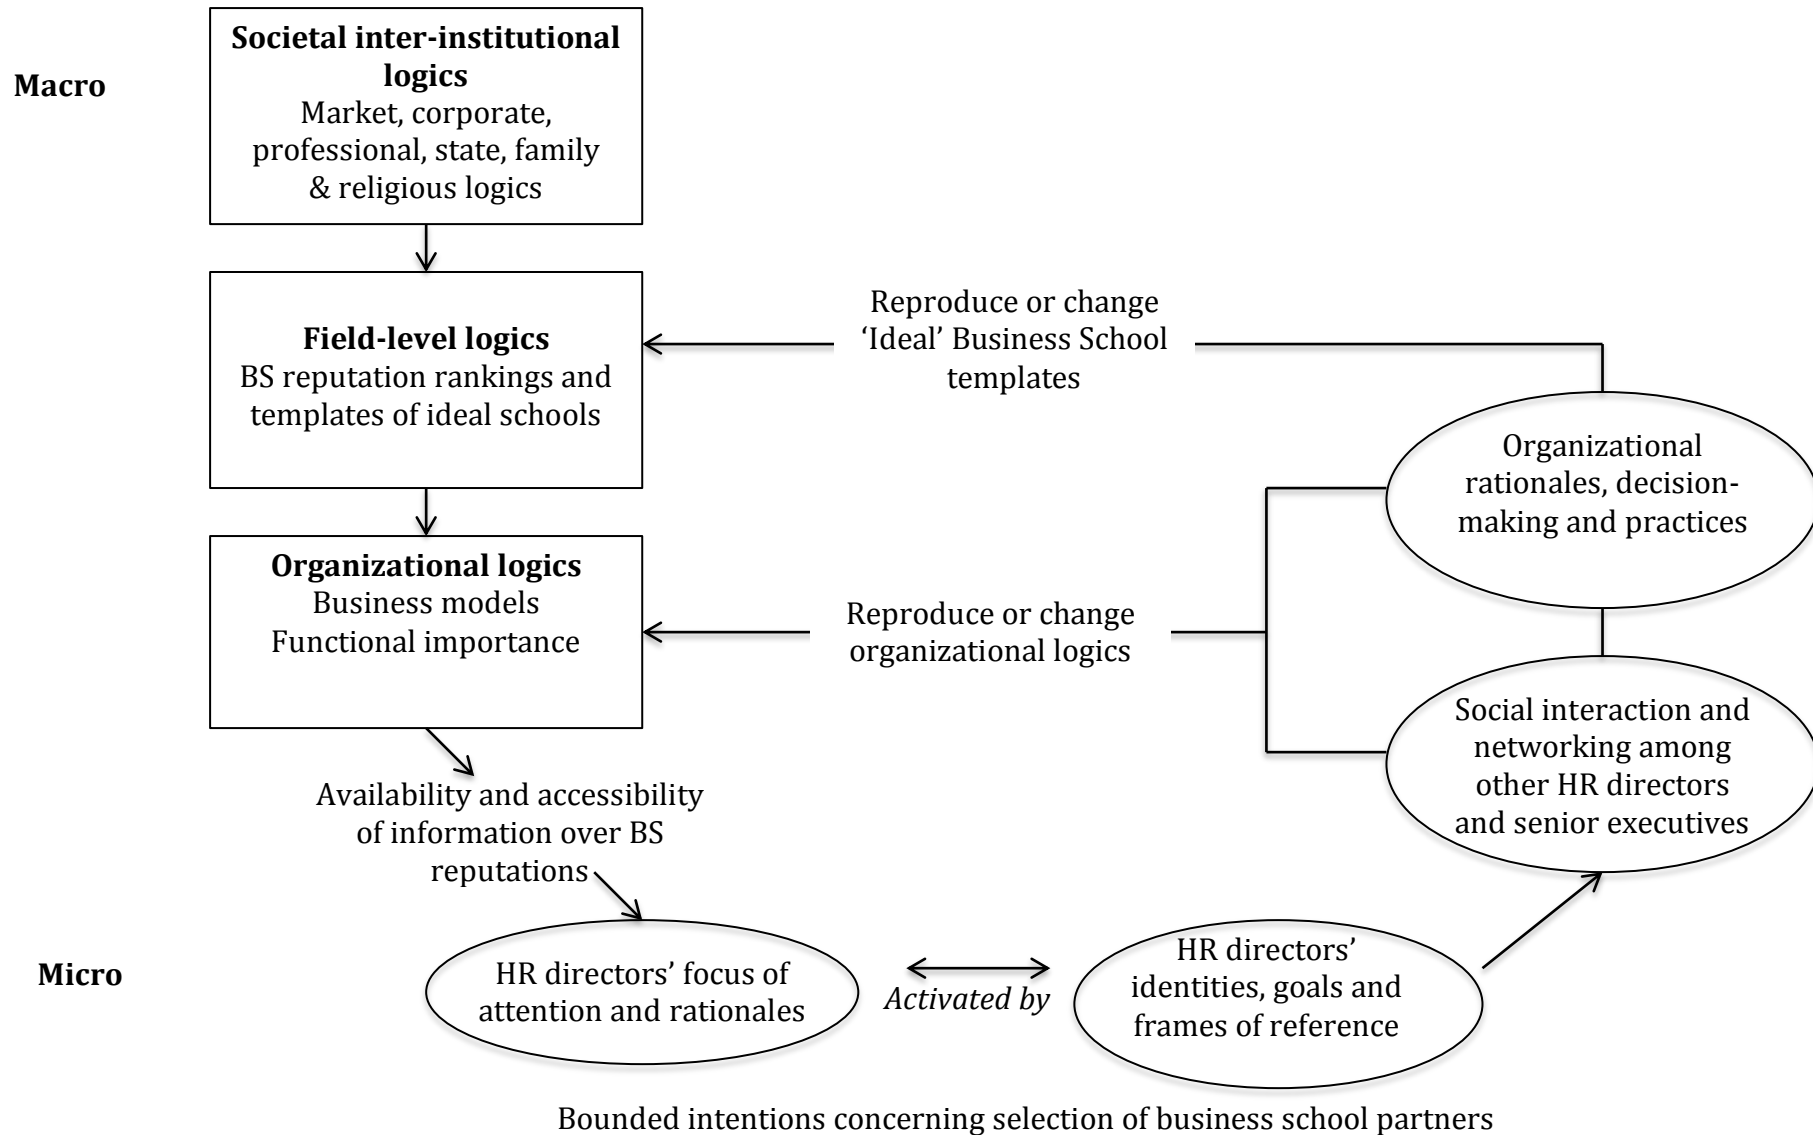 Macro
Societal inter-institutional
logics
Market, corporate,
professional, state, family
& religious logics
Field-level logics
BS reputation rankings and
templates of ideal schools
Reproduce or change
‘Ideal’ Business School
templates
Organizational
rationales, decision-
making and practices
Organizational logics
Business models
Functional importance
Reproduce or change
organizational logics
Social interaction and
networking among
other HR directors
and senior executives
Availability and accessibility
of information over BS
reputations
Micro
HR directors’ focus of
attention and rationales
Activated by
HR directors’
identities, goals and
frames of reference
Bounded intentions concerning selection of business school partners